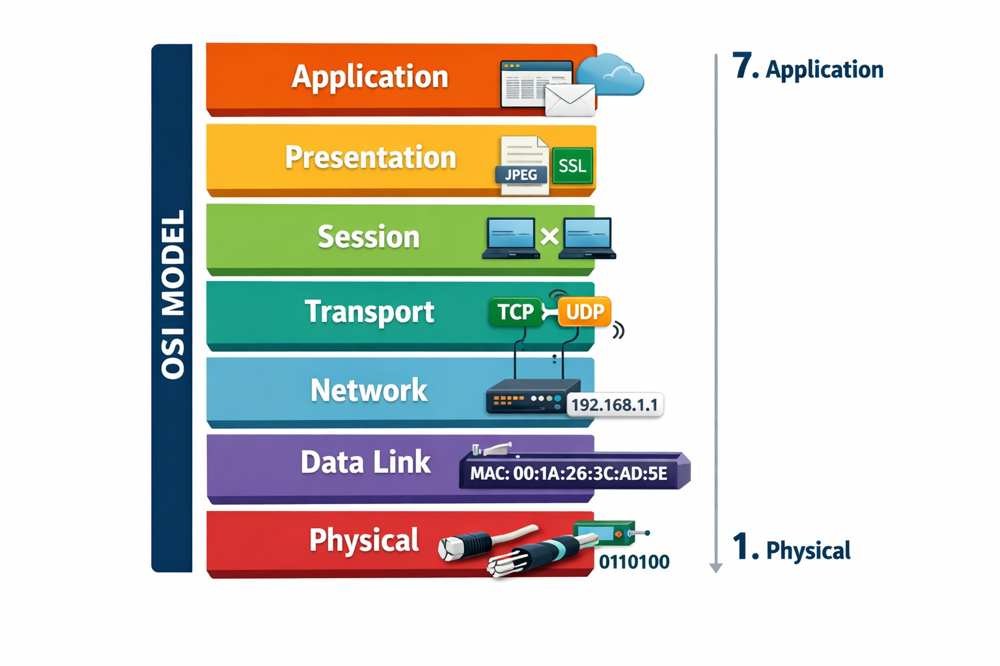 OSI MODEL
Application
Presentation
JPEG
SSL
Session
Transport
TCP
UDP
Network
192.168.1.1
Data Link
MAC: 00:1A:26:3C:AD:5E
Physical
0110100
7. Application
1. Physical